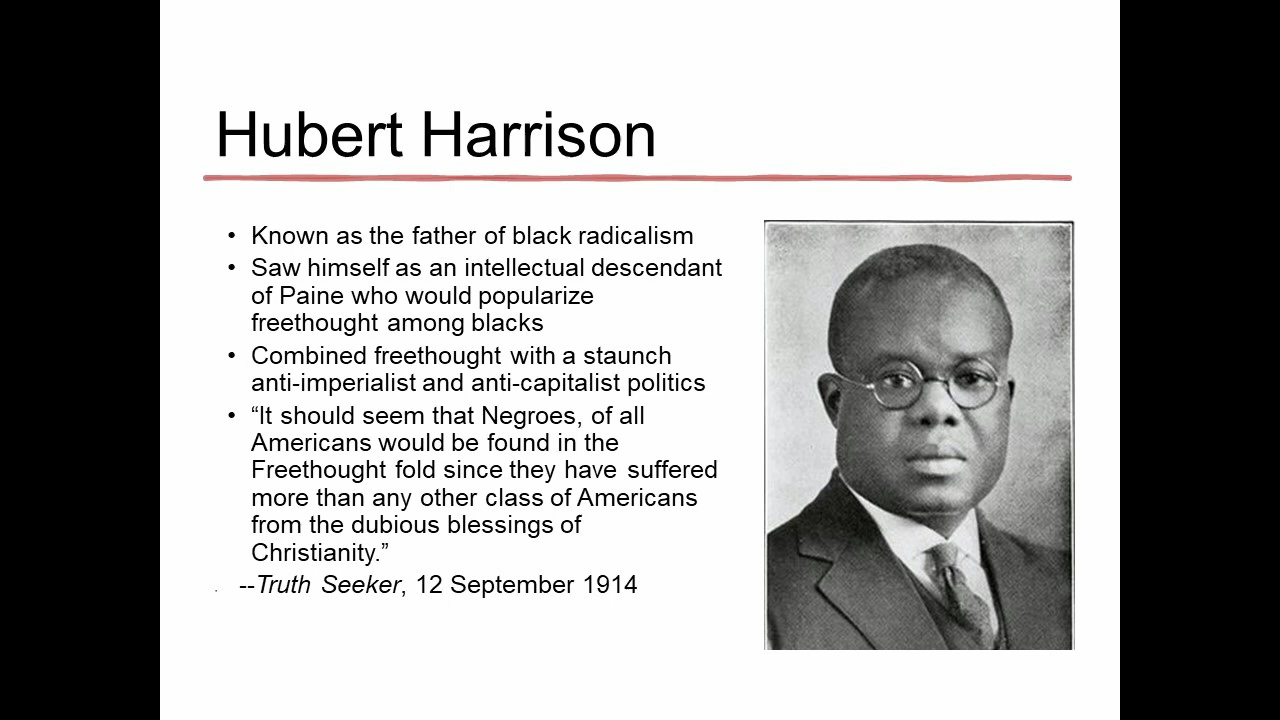 Hubert Harrison
• Known as the father of black radicalism
• Saw himself as an intellectual descendant
of Paine who would popularize
freethought among blacks
• Combined freethought with a staunch
anti-imperialist and anti-capitalist politics
• “It should seem that Negroes, of all
Americans would be found in the
Freethought fold since they have suffered
more than any other class of Americans
from the dubious blessings of
Christianity.”
--Truth Seeker, 12 September 1914